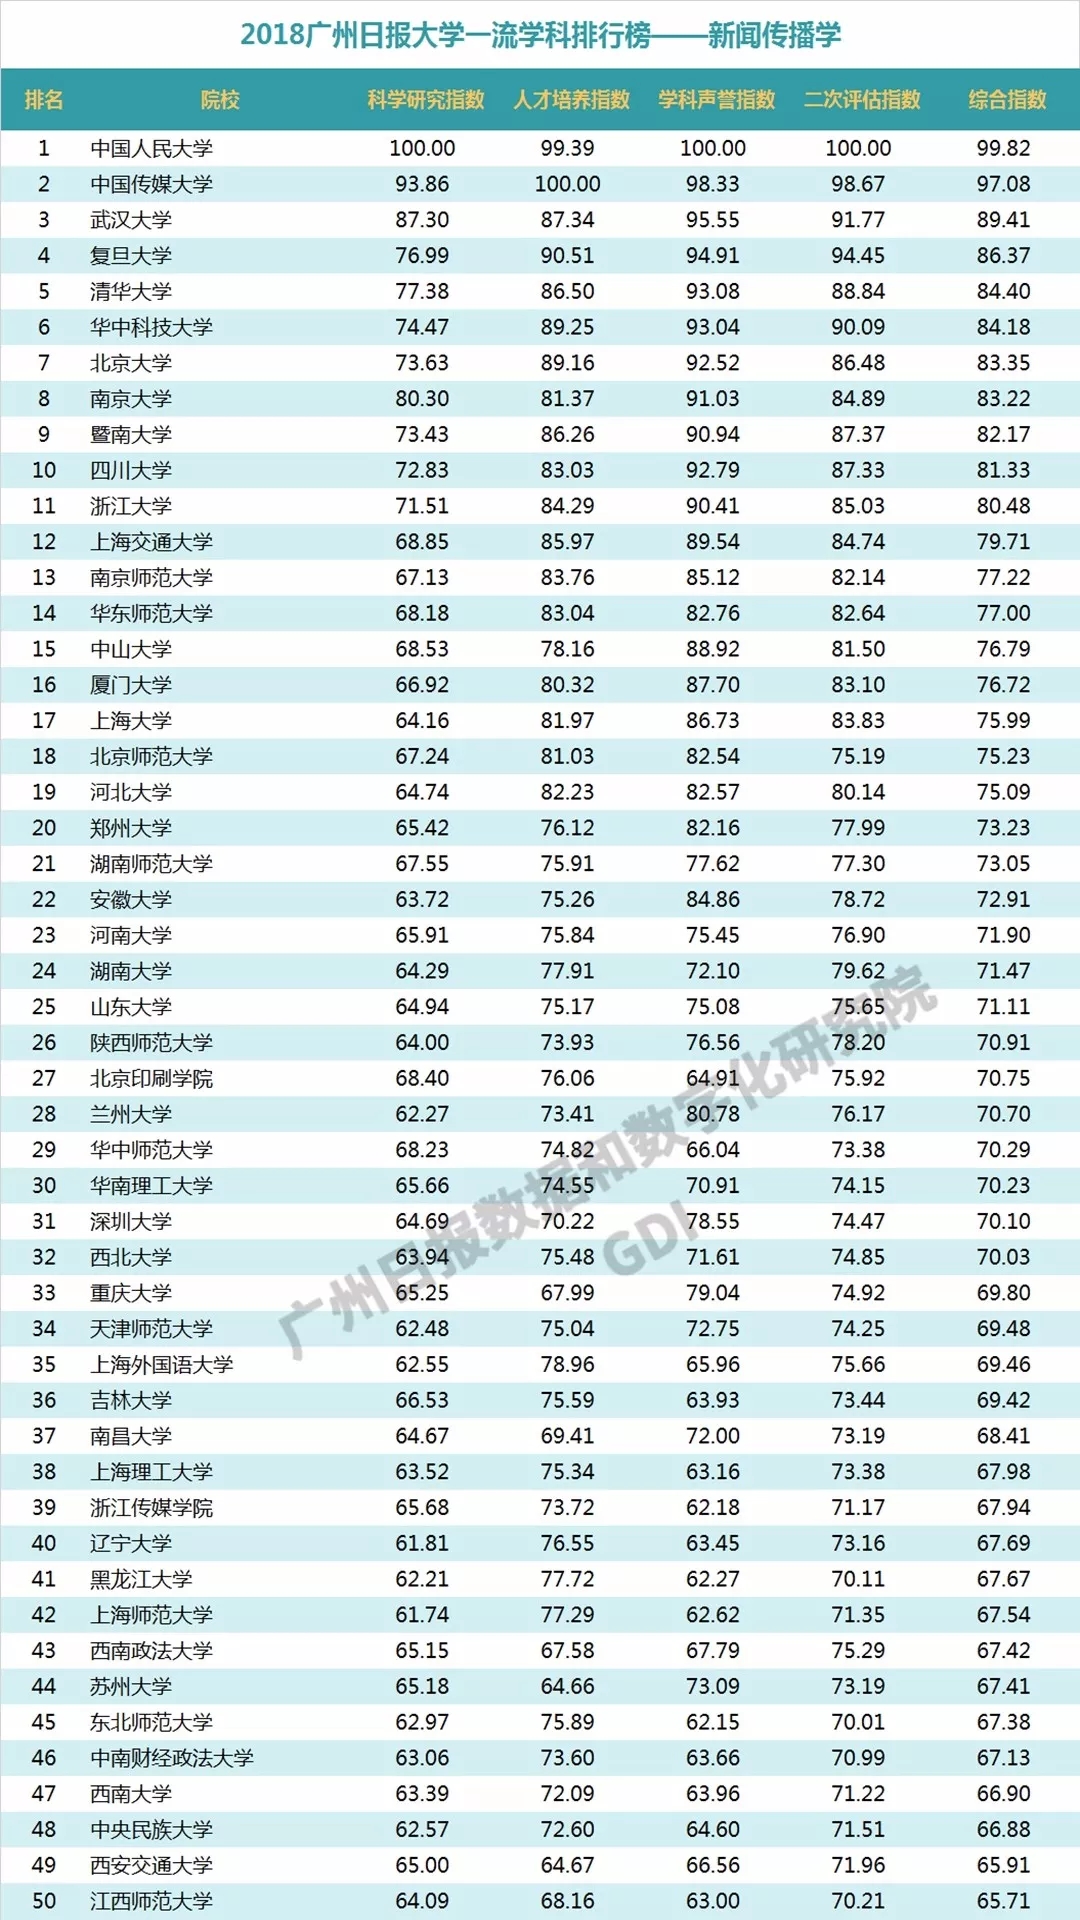 2018广州日报大学一流学科排行榜——新闻传播学
排名 院校 科学研究指数 人才培养指数 学科声誉指数 二次评估指数 综合指数
1 中国人民大学 100.00 99.39 100.00 100.00 99.82
2 中国传媒大学 93.86 100.00 98.33 98.67 97.08
3 武汉大学 87.30 87.34 95.55 91.77 89.41
4 复旦大学 76.99 90.51 94.91 94.45 86.37
5 清华大学 77.38 86.50 93.08 88.84 84.40
6 华中科技大学 74.47 89.25 93.04 90.09 84.18
7 北京大学 73.63 89.16 92.52 86.48 83.35
8 南京大学 80.30 81.37 91.03 84.89 83.22
9 暨南大学 73.43 86.26 90.94 87.37 82.17
10 四川大学 72.83 83.03 92.79 87.33 81.33
11 浙江大学 71.51 84.29 90.41 85.03 80.48
12 上海交通大学 68.85 85.97 89.54 84.74 79.71
13 南京师范大学 67.13 83.76 85.12 82.14 77.22
14 华东师范大学 68.18 83.04 82.76 82.64 77.00
15 中山大学 68.53 78.16 88.92 81.50 76.79
16 厦门大学 66.92 80.32 87.70 83.10 76.72
17 上海大学 64.16 81.97 86.73 83.83 75.99
18 北京师范大学 67.24 81.03 82.54 75.19 75.23
19 河北大学 64.74 82.23 82.57 80.14 75.09
20 郑州大学 65.42 76.12 82.16 77.99 73.23
21 湖南师范大学 67.55 75.91 77.62 77.30 73.05
22 安徽大学 63.72 75.26 84.86 78.72 72.91
23 河南大学 65.91 75.84 75.45 76.90 71.90
24 湖南大学 64.29 77.91 72.10 79.62 71.47
25 山东大学 64.94 75.17 75.08 75.65 71.11
26 陕西师范大学 64.00 73.93 76.56 78.20 70.91
27 北京印刷学院 68.40 76.06 64.91 75.92 70.75
28 兰州大学 62.27 73.41 80.78 76.17 70.70
29 华中师范大学 68.23 74.82 66.04 73.38 70.29
30 华南理工大学 65.66 74.55 70.91 74.15 70.23
31 深圳大学 64.69 70.22 78.55 74.47 70.10
32 西北大学 63.94 75.48 71.61 74.85 70.03
33 重庆大学 65.25 67.99 79.04 74.92 69.80
34 天津师范大学 62.48 75.04 72.75 74.25 69.48
35 上海外国语大学 62.55 78.96 65.96 75.66 69.46
36 吉林大学 66.53 75.59 63.93 73.44 69.42
37 南昌大学 64.67 69.41 72.00 73.19 68.41
38 上海理工大学 63.52 75.34 63.16 73.38 67.98
39 浙江传媒学院 65.68 73.72 62.18 71.17 67.94
40 辽宁大学 61.81 76.55 63.45 73.16 67.69
41 黑龙江大学 62.21 77.72 62.27 70.11 67.67
42 上海师范大学 61.74 77.29 62.62 71.35 67.54
43 西南政法大学 65.15 67.58 67.79 75.29 67.42
44 苏州大学 65.18 64.66 73.09 73.19 67.41
45 东北师范大学 62.97 75.89 62.15 70.01 67.38
46 中南财经政法大学 63.06 73.60 63.66 70.99 67.13
47 西南大学 63.39 72.09 63.96 71.22 66.90
48 中央民族大学 62.57 72.60 64.60 71.51 66.88
49 西安交通大学 65.00 64.67 66.56 71.96 65.91
50 江西师范大学 64.09 68.16 63.00 70.21 65.71
广州日报数据和数字化研究院
GDI